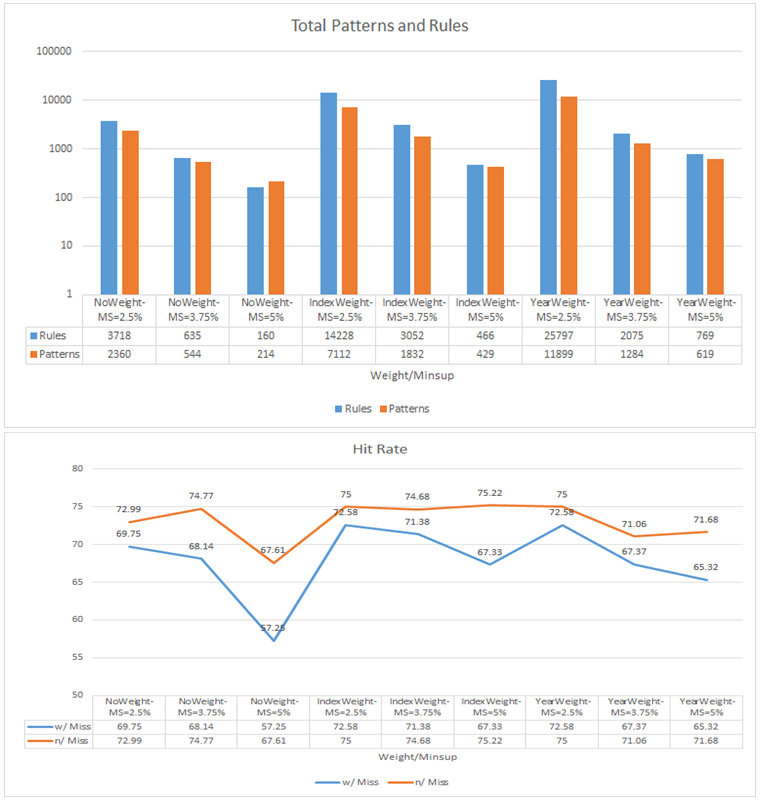 Total Patterns and Rules
100000
10000
1000
100
10
1
NoWeight- NoWeight- NoWeight- IndexWeight- IndexWeight- IndexWeight- YearWeight- YearWeight- YearWeight-
MS=2.5% MS=3.75% MS=5% MS=2.5% MS=3.75% MS=5% MS=2.5% MS=3.75% MS=5%
Rules 3718 635 160 14228 3052 466 25797 2075 769
Patterns 2360 544 214 7112 1832 429 11899 1284 619
Weight/Minsup
Rules Patterns
Hit Rate
80
75
70
65
60
55
50
72.99 74.77 67.61 75 74.68 75.22 75 71.06 71.68
69.75 68.14 57.25 72.58 71.38 67.33 72.58 67.37 65.32
NoWeight- NoWeight- NoWeight- IndexWeight- IndexWeight- IndexWeight- YearWeight- YearWeight- YearWeight-
MS=2.5% MS=3.75% MS=5% MS=2.5% MS=3.75% MS=5% MS=2.5% MS=3.75% MS=5%
w/ Miss 69.75 68.14 57.25 72.58 71.38 67.33 72.58 67.37 65.32
n/ Miss 72.99 74.77 67.61 75 74.68 75.22 75 71.06 71.68
Weight/Minsup
w/ Miss n/ Miss